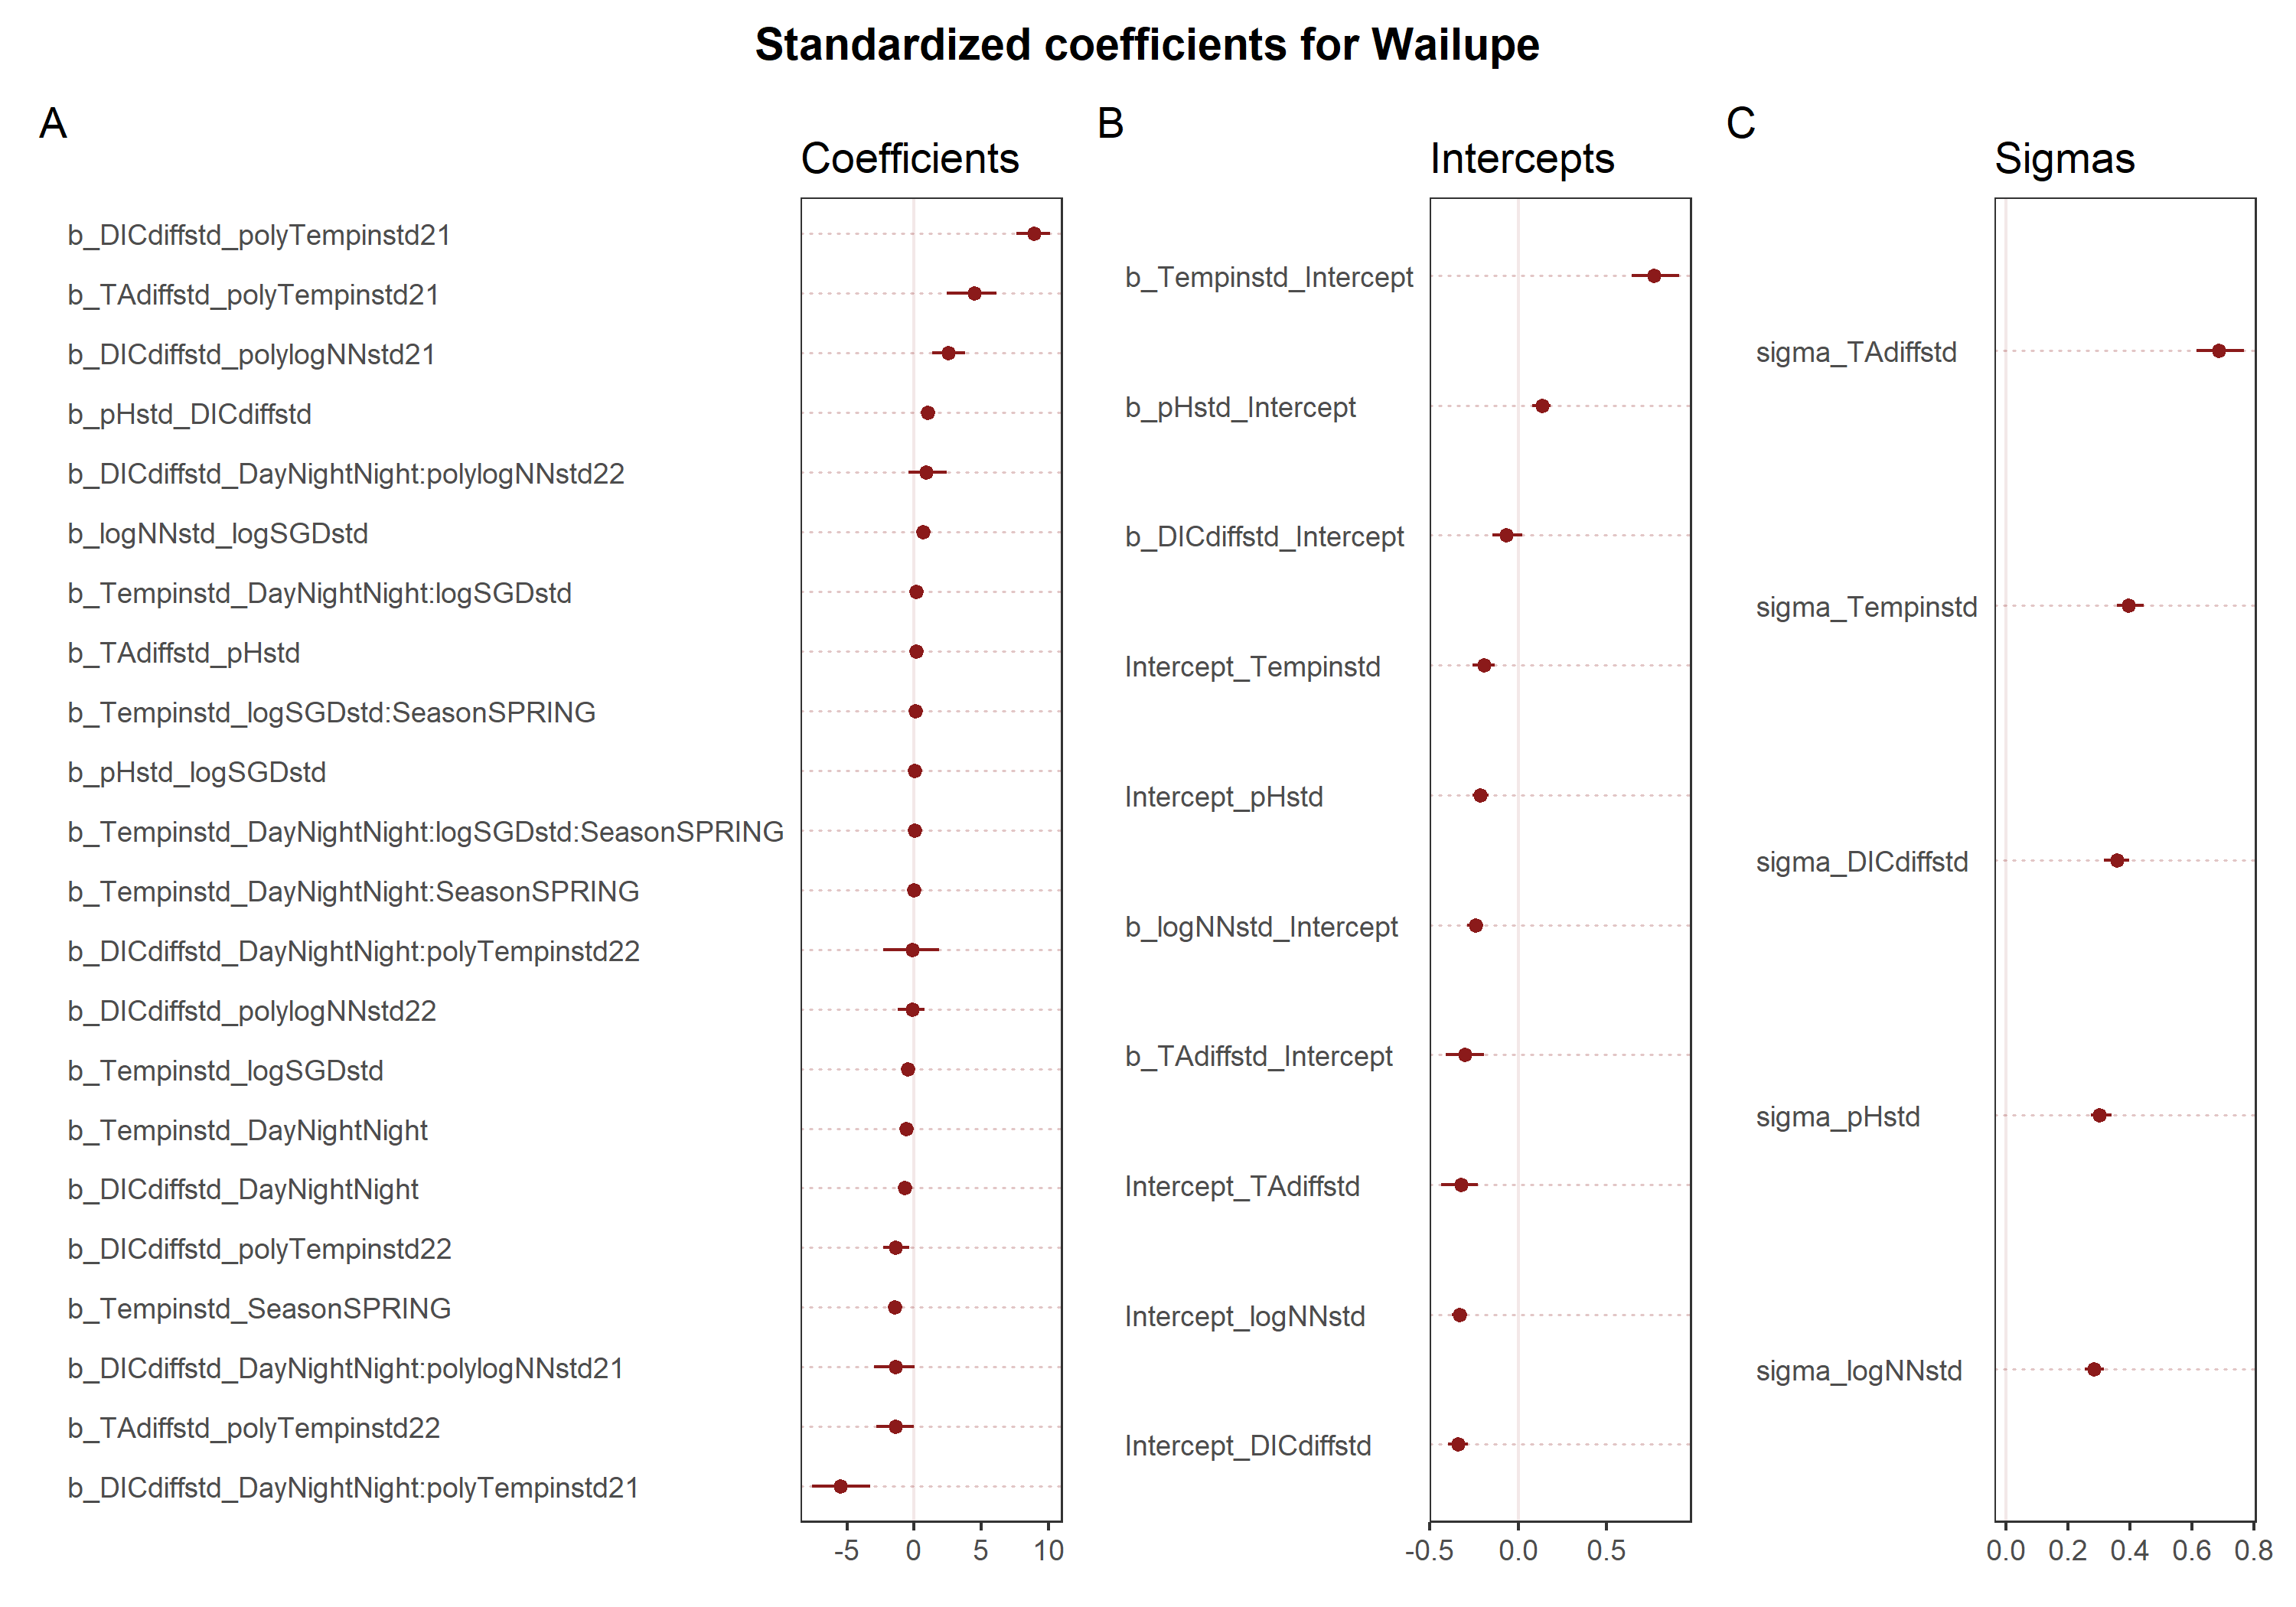 Standardized coefficients for Wailupe
A
Coefficients
b_DICdiffstd_polyTempinstd21
b_TAdiffstd_polyTempinstd21
b_DICdiffstd_polylogNNstd21
b_pHstd_DICdiffstd
b_DICdiffstd_DayNightNight:polylogNNstd22
b_logNNstd_logSGDstd
b_Tempinstd_DayNightNight:logSGDstd
b_TAdiffstd_pHstd
b_Tempinstd_logSGDstd:SeasonSPRING
b_pHstd_logSGDstd
b_Tempinstd_DayNightNight:logSGDstd:SeasonSPRING
b_Tempinstd_DayNightNight:SeasonSPRING
b_DICdiffstd_DayNightNight:polyTempinstd22
b_DICdiffstd_polylogNNstd22
b_Tempinstd_logSGDstd
b_Tempinstd_DayNightNight
b_DICdiffstd_DayNightNight
b_DICdiffstd_polyTempinstd22
b_Tempinstd_SeasonSPRING
b_DICdiffstd_DayNightNight:polylogNNstd21
b_TAdiffstd_polyTempinstd22
b_DICdiffstd_DayNightNight:polyTempinstd21
-5 0 5 10
B
Intercepts
b_Tempinstd_Intercept
b_pHstd_Intercept
b_DICdiffstd_Intercept
Intercept_Tempinstd
Intercept_pHstd
b_logNNstd_Intercept
b_TAdiffstd_Intercept
Intercept_TAdiffstd
Intercept_logNNstd
Intercept_DICdiffstd
-0.5 0.0 0.5
C
Sigmas
sigma_TAdiffstd
sigma_Tempinstd
sigma_DICdiffstd
sigma_pHstd
sigma_logNNstd
0.0 0.2 0.4 0.6 0.8